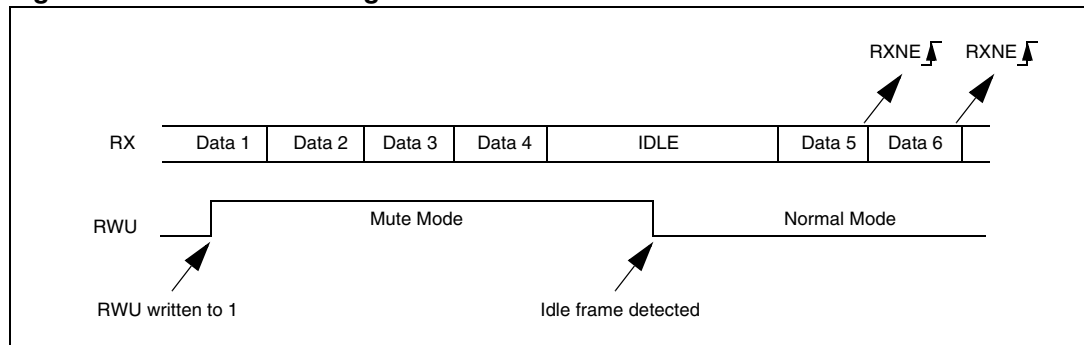 RXNE RXNE
RX Data 1 Data 2 Data 3 Data 4 IDLE Data 5 Data 6
RWU Mute Mode Normal Mode
RWU written to 1 Idle frame detected